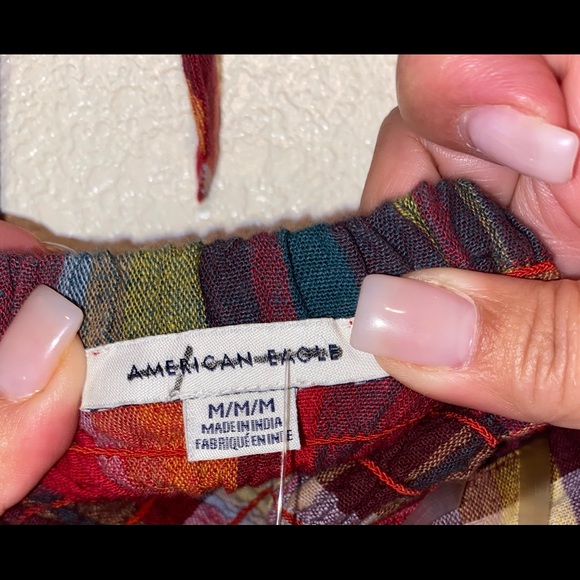 AMERICAN EAGLE
M/M/M
MADE IN INDIA
FABRIQUÉ EN INDE